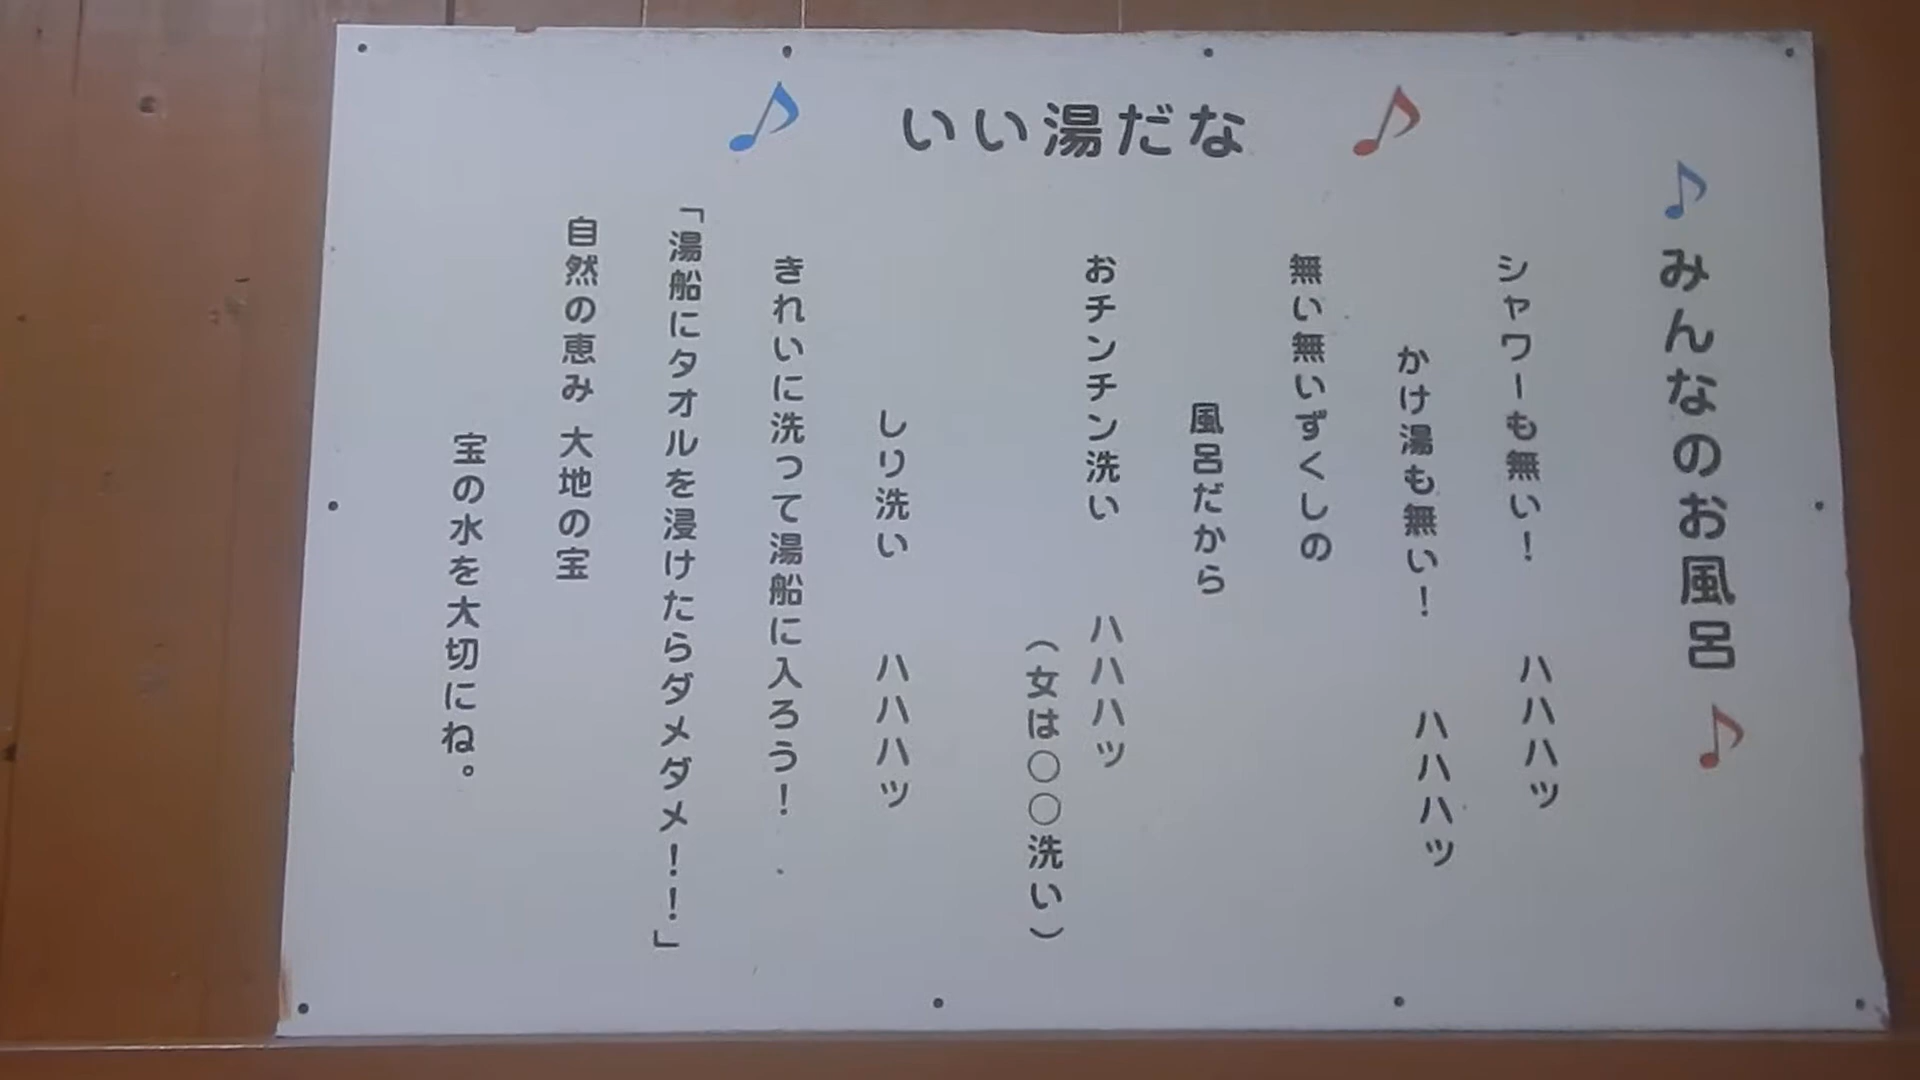 いい湯だな
みんなのお風呂
シャワーも無い! ハハハッ
かけ湯も無い! ハハハッ
無い無いずくしの
風呂だから
おチンチン洗い ハハハッ
(女は○○洗い)
しり洗い ハハハッ
きれいに洗って湯船に入ろう!
「湯船にタオルを浸けたらダメダメ!!」
自然の恵み 大地の宝
宝の水を大切にね。